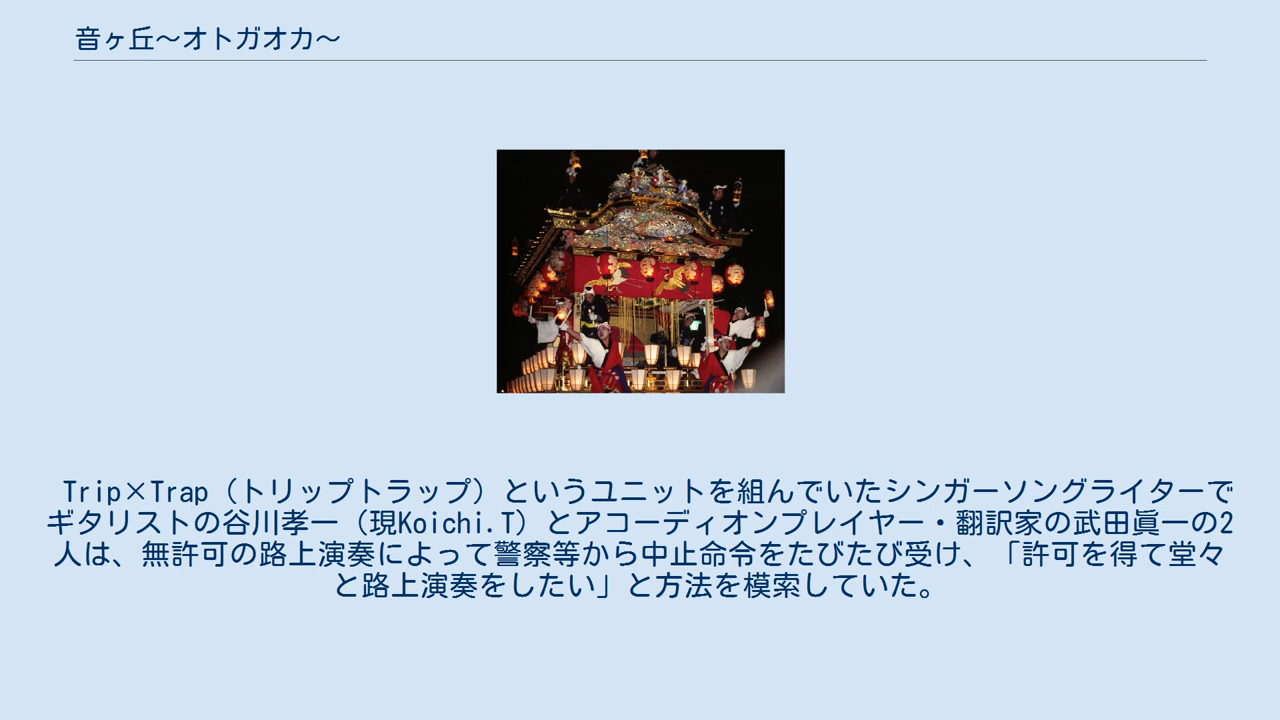 音ヶ丘〜オトガオカ〜
Trip×Trap（トリップトラップ）というユニットを組んでいたシンガーソングライターで
ギタリストの谷川孝一（現Koichi.T）とアコーディオンプレイヤー・翻訳家の武田眞一の2
人は、無許可の路上演奏によって警察等から中止命令をたびたび受け、「許可を得て堂々
と路上演奏をしたい」と方法を模索していた。